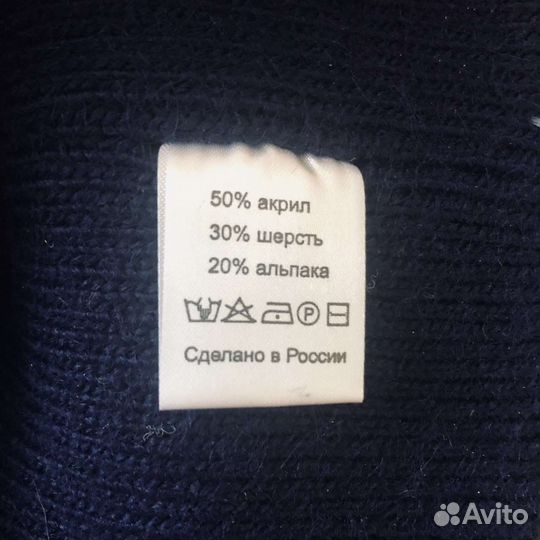 50% акрил
30% шерсть
20% альпака
P
Сделано в России
Avito